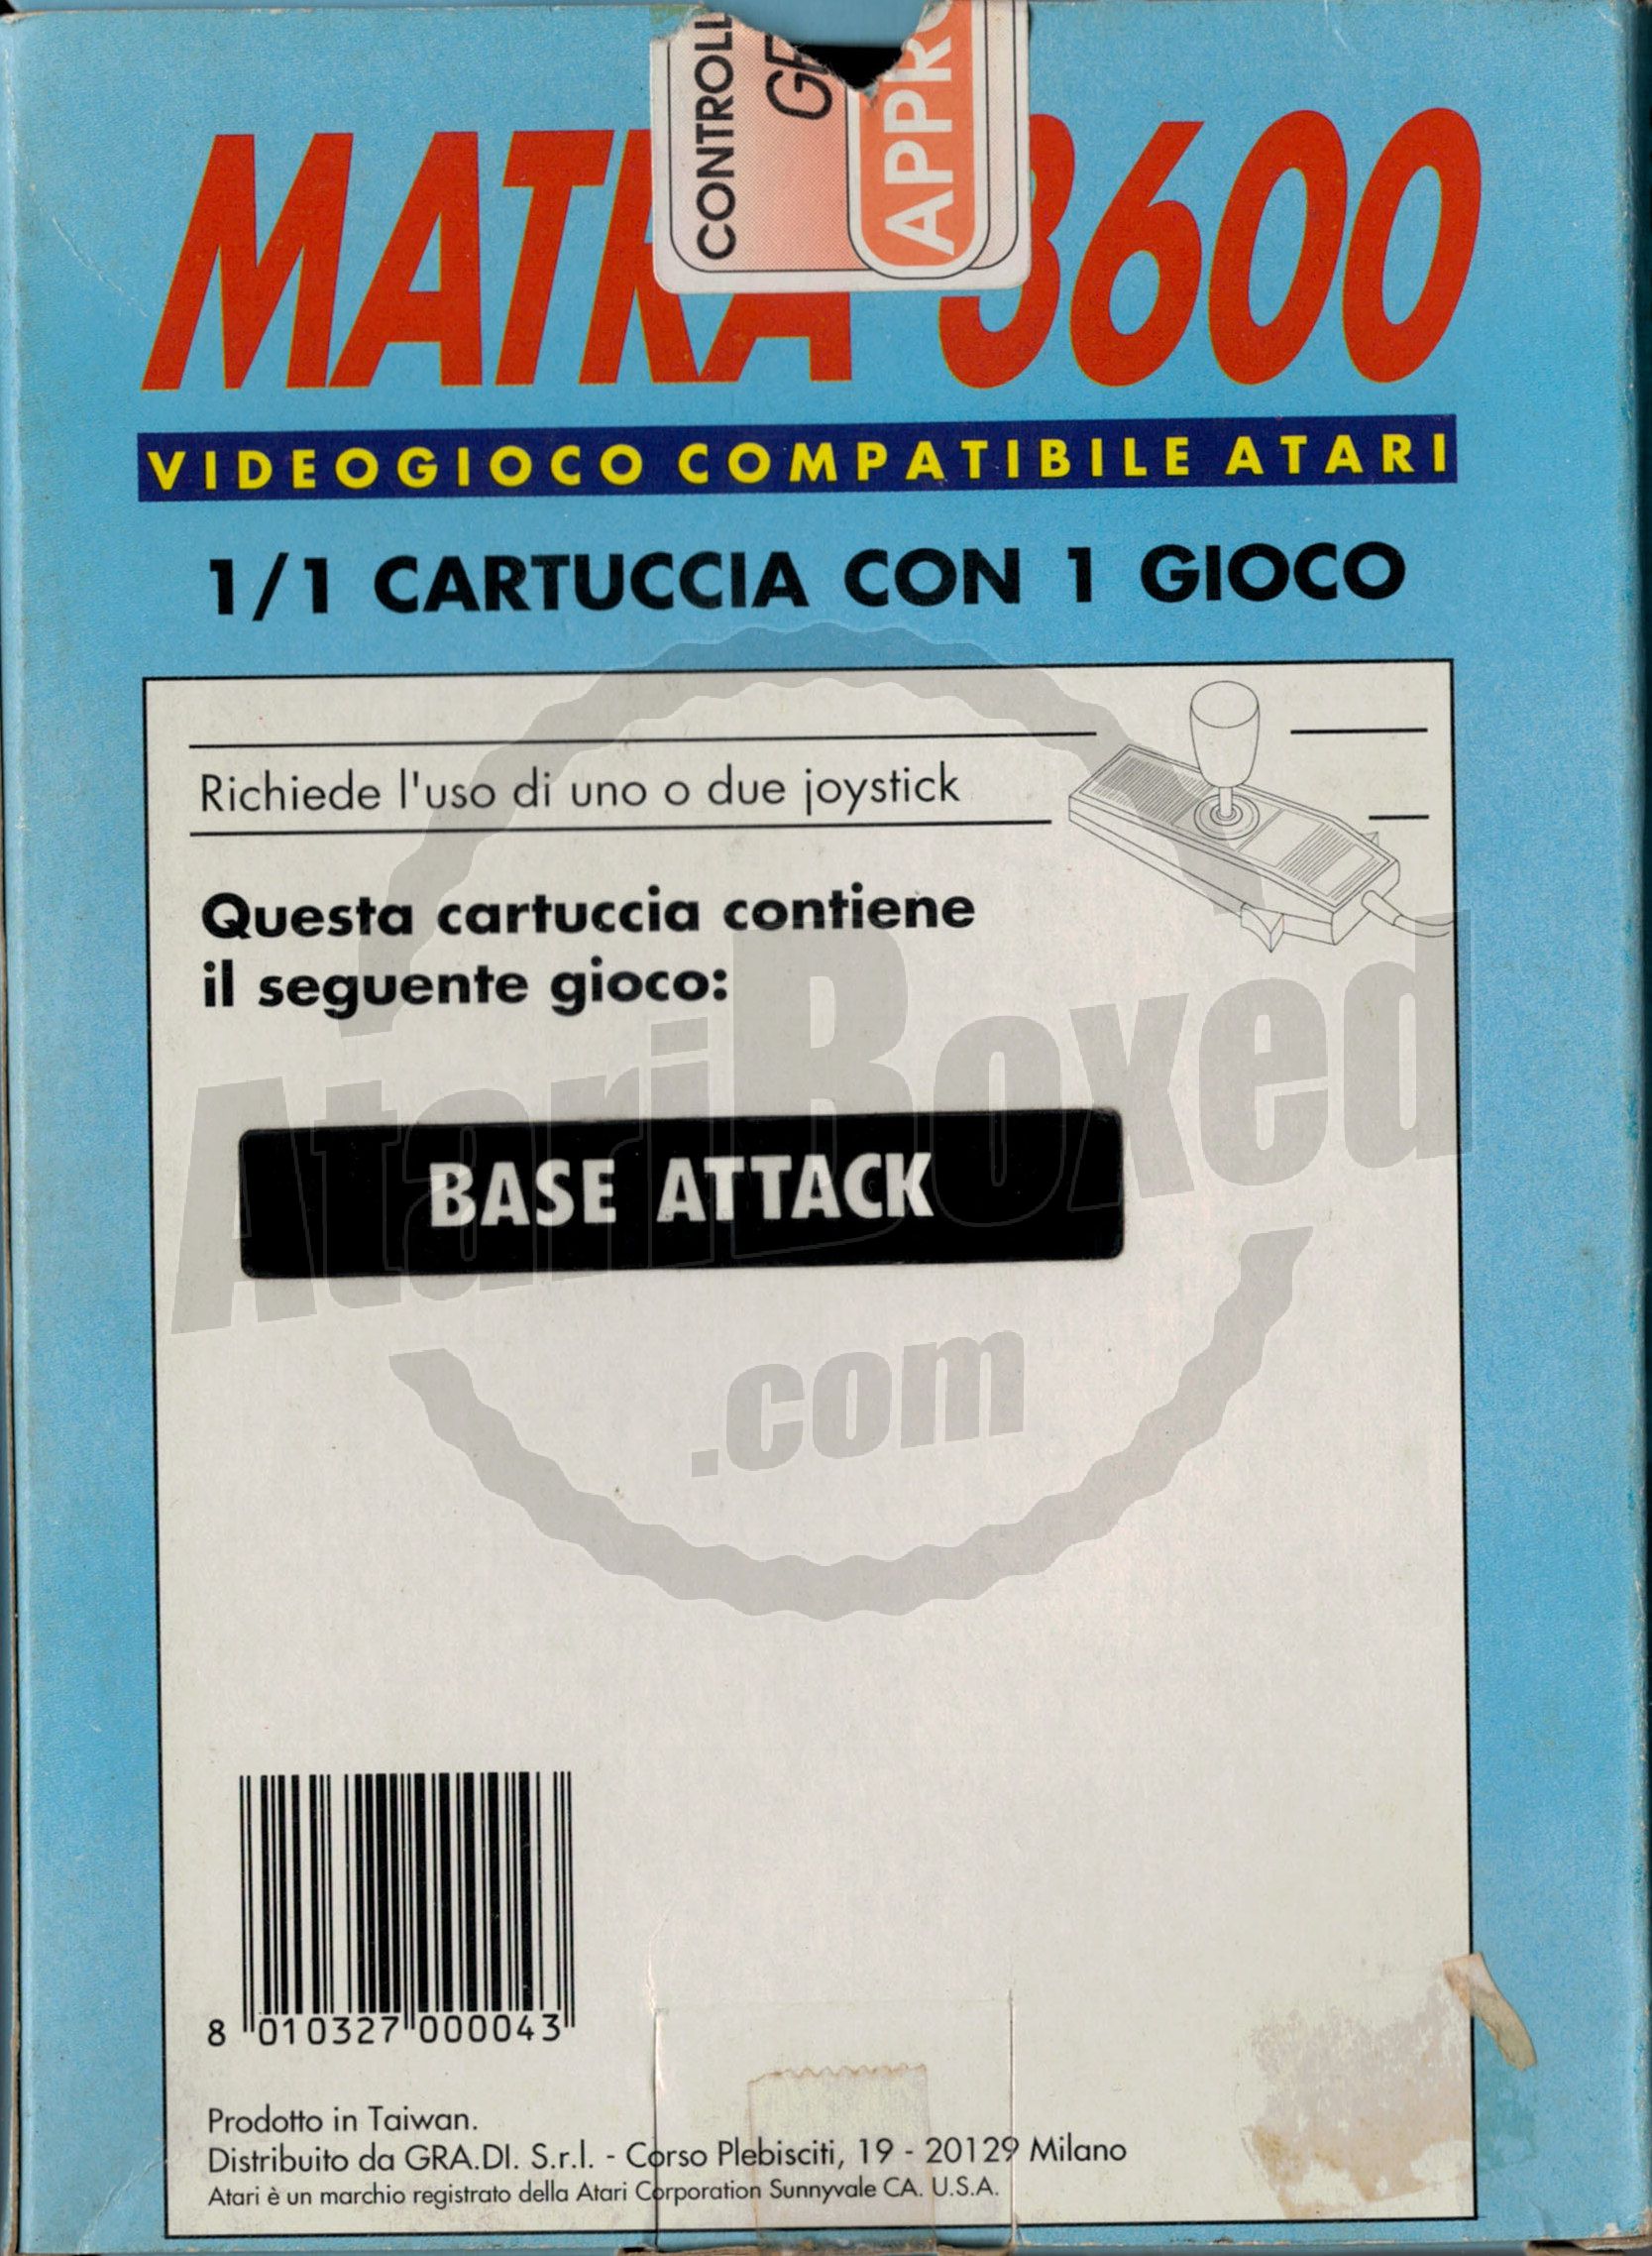 CONTROLL
APPR
MATRA 3600
VIDEOGIOCO COMPATIBILE ATARI
1/1 CARTUCCIA CON 1 GIOCO
Richiede l'uso di uno o due joystick
Questa cartuccia contiene
il seguente gioco:
AtariBoxed
BASE ATTACK
.com
8 010327 000043
Prodotto in Taiwan.
Distribuito da GRA.DI. S.r.l. - Corso Plebisciti, 19 - 20129 Milano
Atari è un marchio registrato della Atari Corporation Sunnyvale CA. U.S.A.